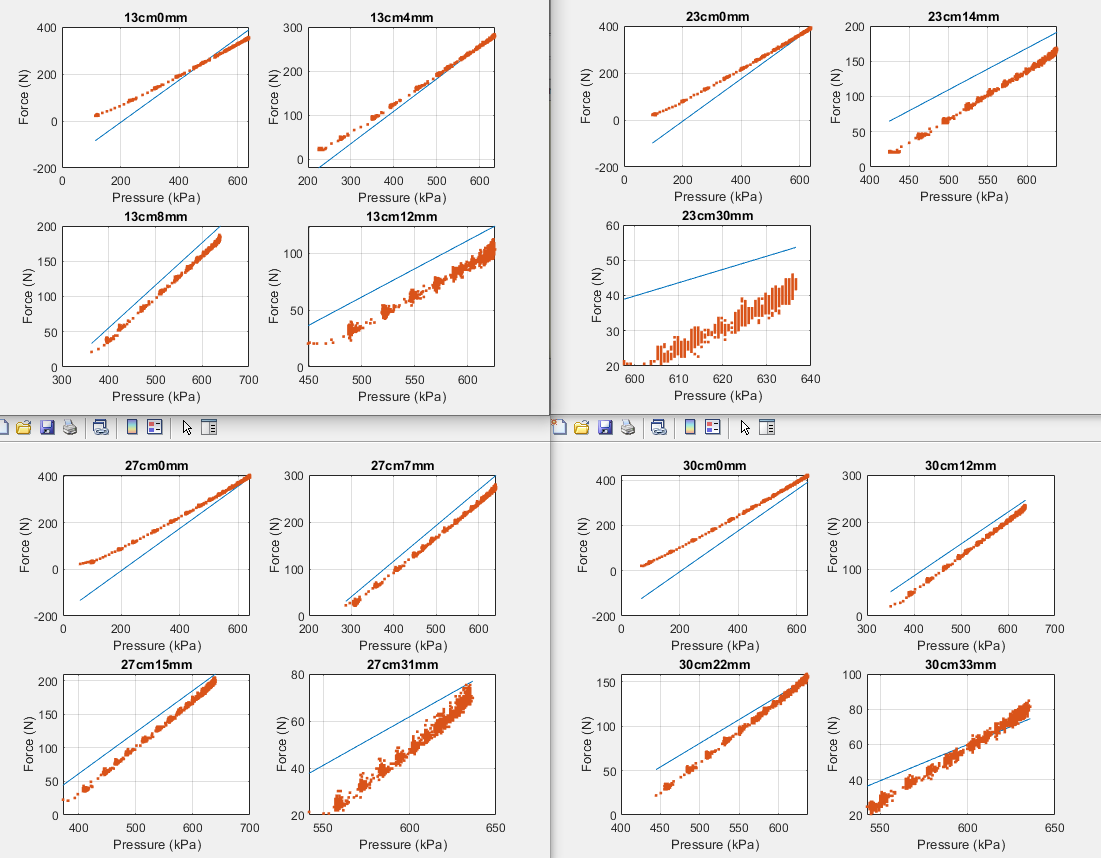 13cm0mm
400
200
0
-200
Force (N)
0 200 400 600
Pressure (kPa)
13cm4mm
300
200
100
0
Force (N)
200 300 400 500 600
Pressure (kPa)
13cm8mm
200
150
100
50
0
Force (N)
300 400 500 600 700
Pressure (kPa)
13cm12mm
100
50
0
Force (N)
450 500 550 600
Pressure (kPa)
23cm0mm
400
200
0
-200
Force (N)
0 200 400 600
Pressure (kPa)
23cm14mm
200
150
100
50
0
Force (N)
400 450 500 550 600
Pressure (kPa)
23cm30mm
60
50
40
30
20
Force (N)
600 610 620 630 640
Pressure (kPa)
27cm0mm
400
200
0
-200
Force (N)
0 200 400 600
Pressure (kPa)
27cm7mm
300
200
100
0
Force (N)
200 300 400 500 600
Pressure (kPa)
27cm15mm
200
150
100
50
0
Force (N)
400 500 600 700
Pressure (kPa)
27cm31mm
80
60
40
20
Force (N)
550 600 650
Pressure (kPa)
30cm0mm
400
200
0
-200
Force (N)
0 200 400 600
Pressure (kPa)
30cm12mm
300
200
100
0
Force (N)
300 400 500 600 700
Pressure (kPa)
30cm22mm
150
100
50
0
Force (N)
400 450 500 550 600
Pressure (kPa)
30cm33mm
100
80
60
40
20
Force (N)
550 600 650
Pressure (kPa)